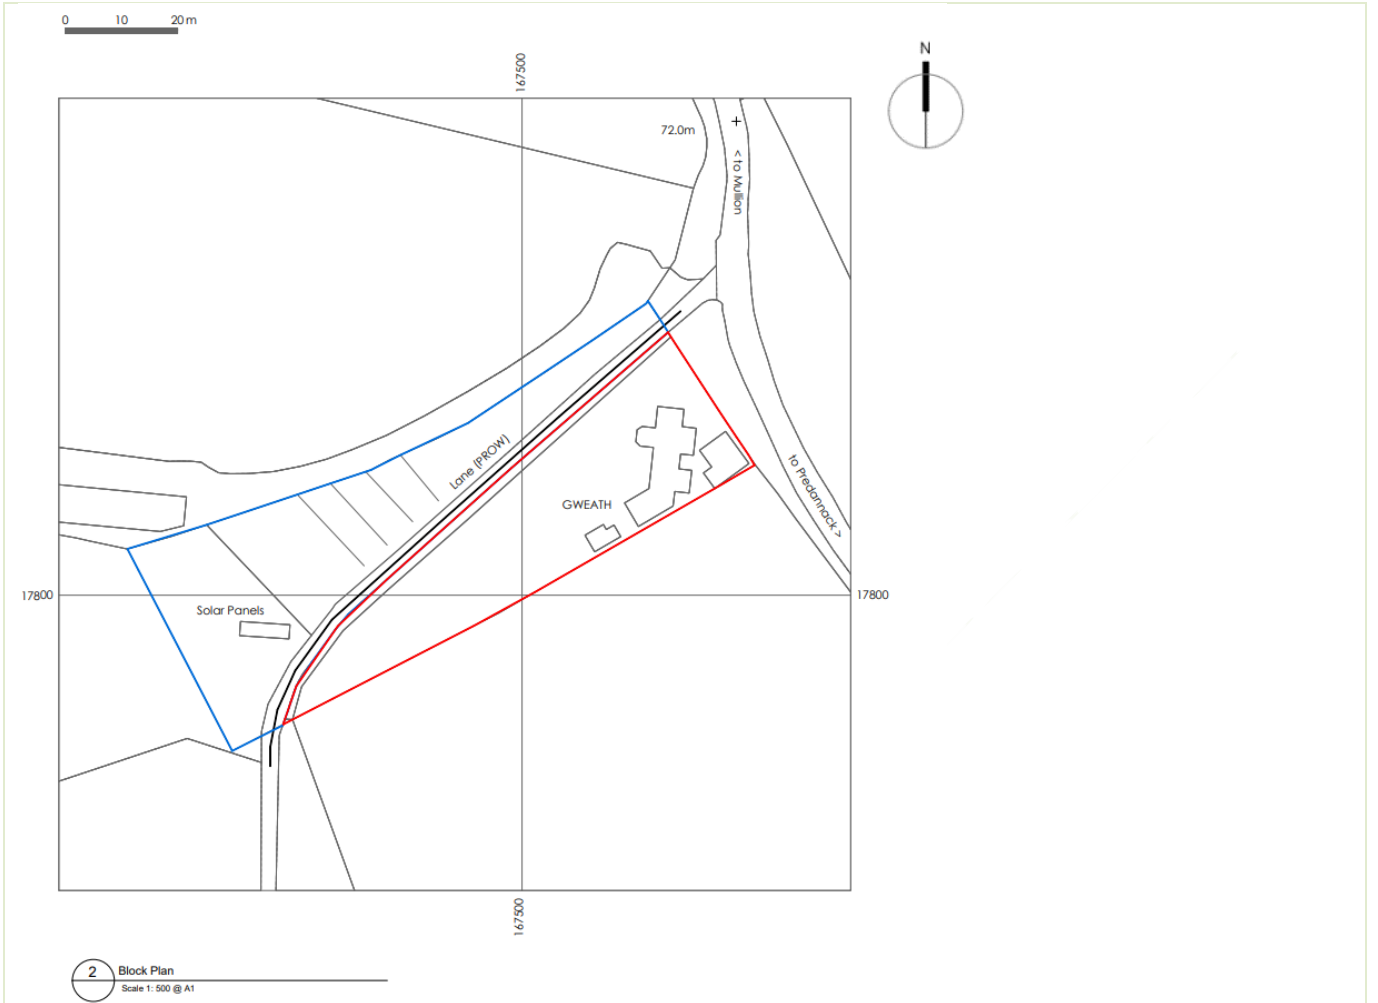 0 10 20 m
N
167500
72.0m
< to Mullion
Lane (PROW)
to Predannack >
GWEATH
17800
17800
Solar Panels
167500
2
Block Plan
Scale 1: 500 @ A1